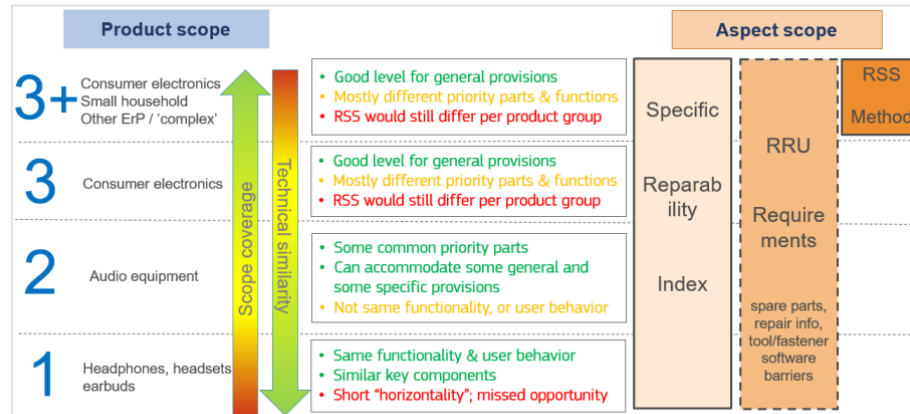 Product scope
Aspect scope
3+
Consumer electronics
Small household
Other ErP / 'complex'
• Good level for general provisions
• Mostly different priority parts & functions
• RSS would still differ per product group
3
Consumer electronics
• Good level for general provisions
• Mostly different priority parts & functions
• RSS would still differ per product group
2
Audio equipment
• Some common priority parts
• Can accommodate some general and
some specific provisions
• Not same functionality, or user behavior
1
Headphones, headsets
earbuds
• Same functionality & user behavior
• Similar key components
• Short "horizontality"; missed opportunity
Scope coverage
Technical similarity
Specific
Reparab
ility
Index
RRU
Require
ments
spare parts,
repair info,
tool/fastener
software
barriers
RSS
Method